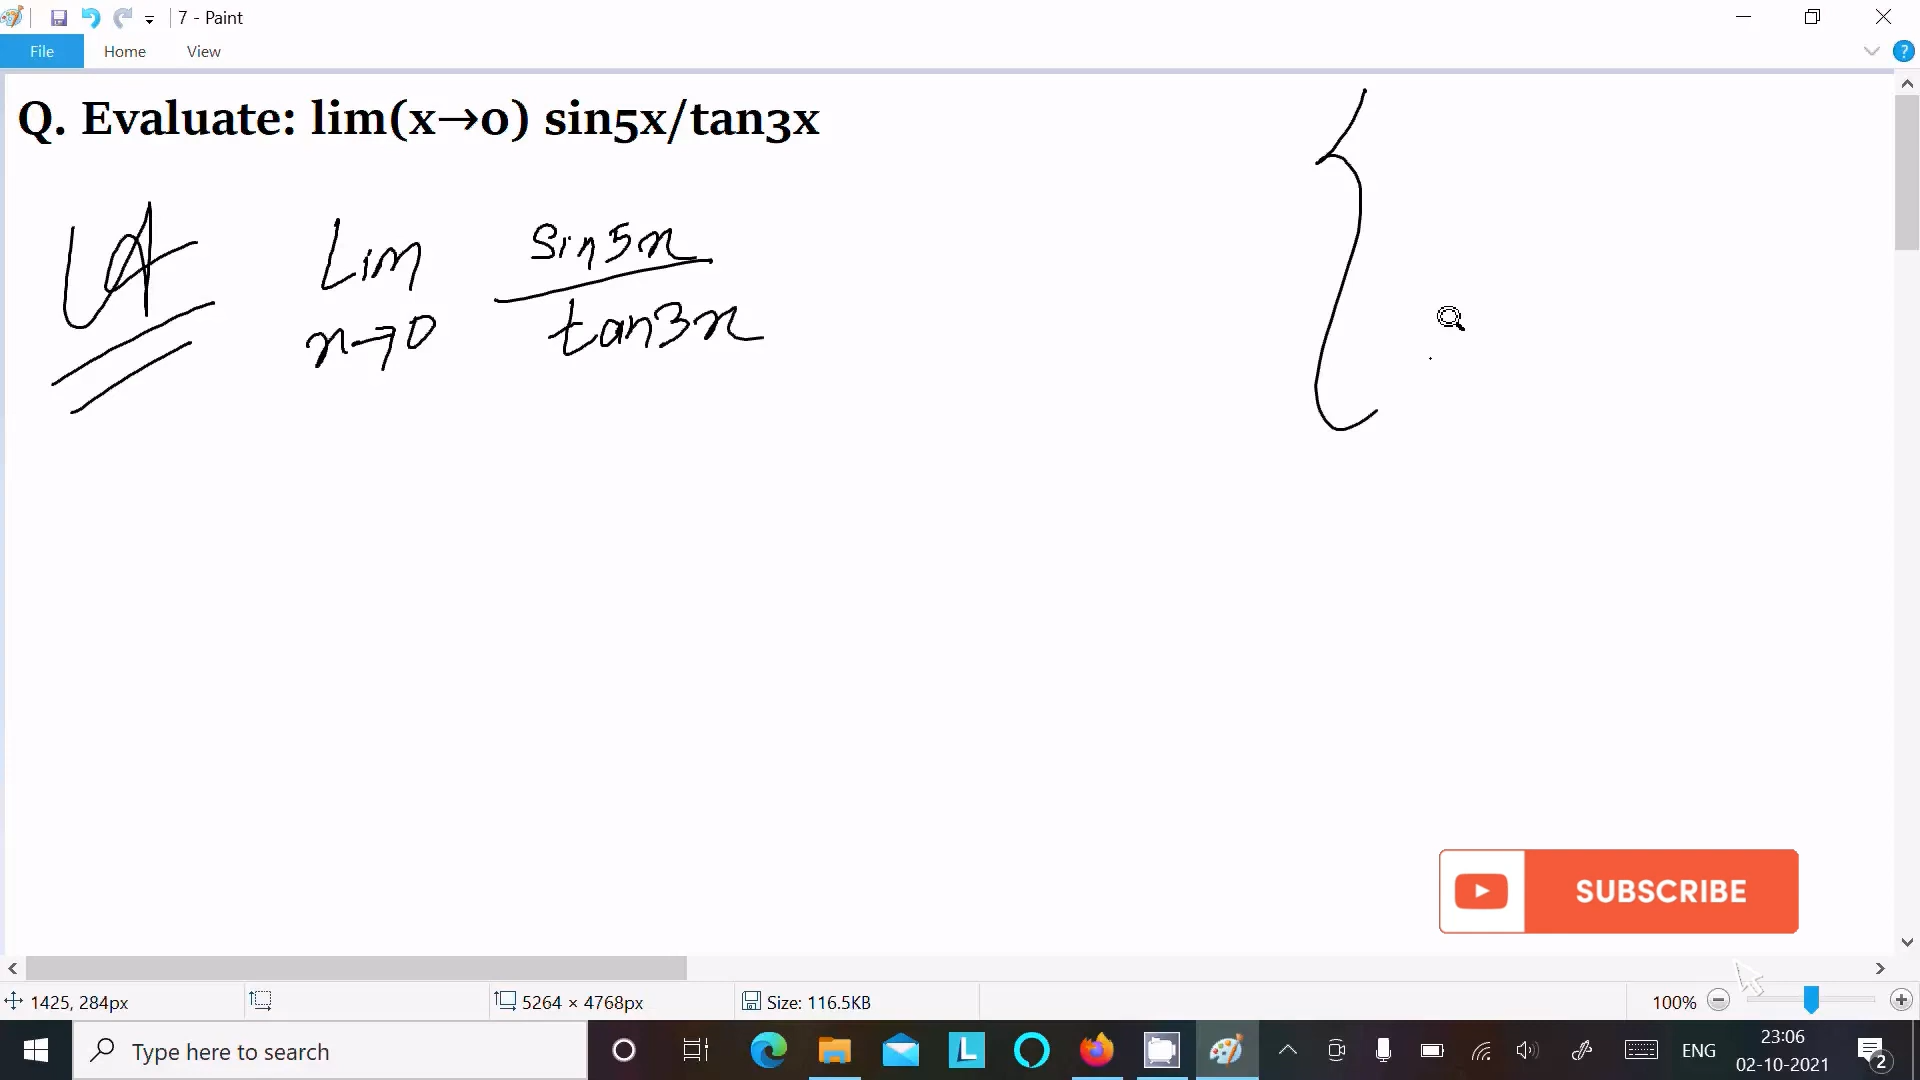 7 - Paint
File Home View
Q. Evaluate: lim(x→0) sin5x/tan3x
Lim sin5x
x→0 tan3x
SUBSCRIBE
1425, 284px 5264 × 4768px Size: 116.5KB 100%
Type here to search L ENG 23:06
02-10-2021 2